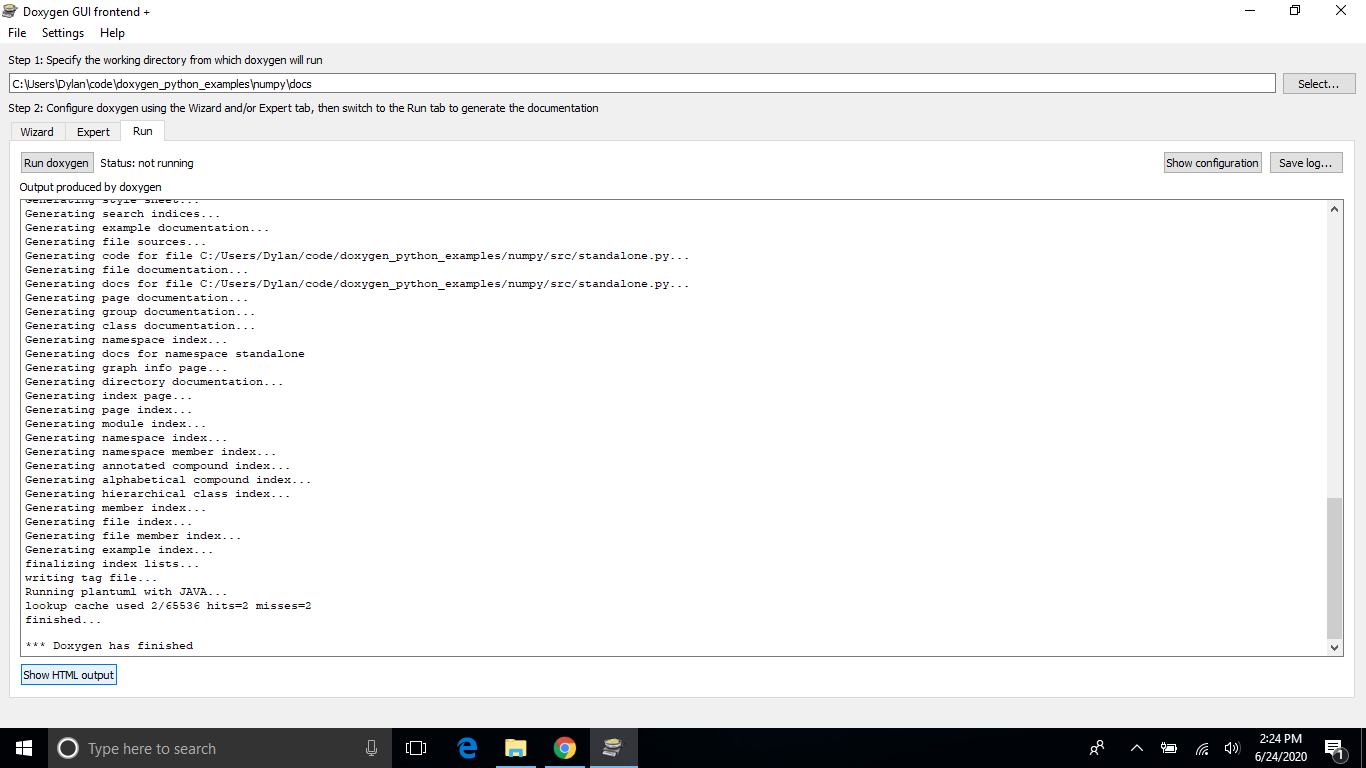 Doxygen GUI frontend +
File Settings Help
Step 1: Specify the working directory from which doxygen will run
C:\Users\Dylan\code\doxygen_python_examples\numpy\docs
Select...
Step 2: Configure doxygen using the Wizard and/or Expert tab, then switch to the Run tab to generate the documentation
Wizard Expert Run
Run doxygen Status: not running Show configuration Save log...
Output produced by doxygen
Generating style sheet...
Generating search indices...
Generating example documentation...
Generating file sources...
Generating code for file C:/Users/Dylan/code/doxygen_python_examples/numpy/src/standalone.py...
Generating file documentation...
Generating docs for file C:/Users/Dylan/code/doxygen_python_examples/numpy/src/standalone.py...
Generating page documentation...
Generating group documentation...
Generating class documentation...
Generating namespace index...
Generating docs for namespace standalone
Generating graph info page...
Generating directory documentation...
Generating index page...
Generating page index...
Generating module index...
Generating namespace index...
Generating namespace member index...
Generating annotated compound index...
Generating alphabetical compound index...
Generating hierarchical class index...
Generating member index...
Generating file index...
Generating file member index...
Generating example index...
finalizing index lists...
writing tag file...
Running plantuml with JAVA...
lookup cache used 2/65536 hits=2 misses=2
finished...
*** Doxygen has finished
Show HTML output
Type here to search
2:24 PM
6/24/2020
1